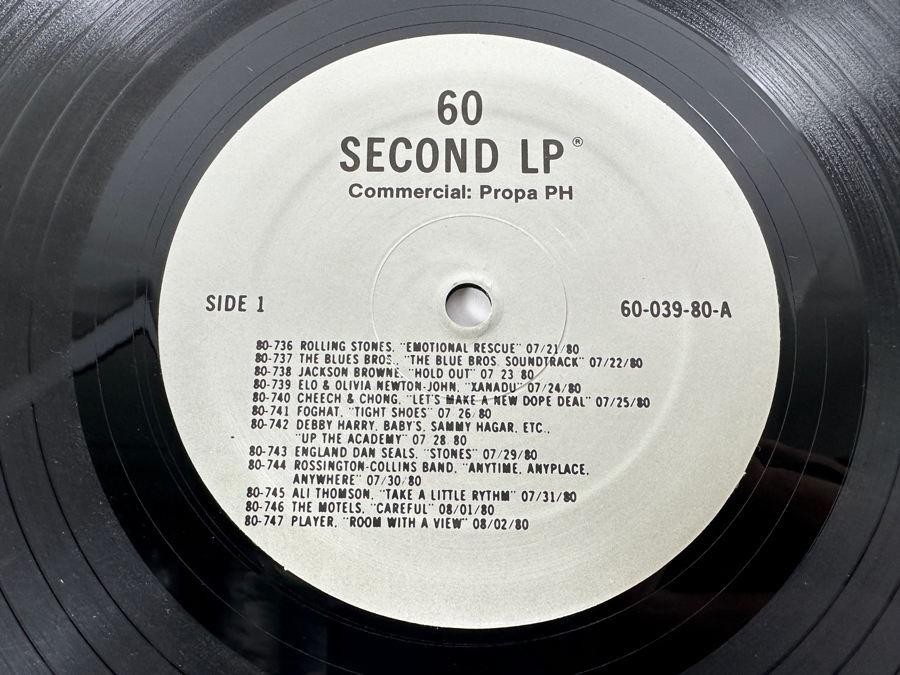 60
SECOND LP®
Commercial: Propa PH
SIDE 1
60-039-80-A
80-736 ROLLING STONES, "EMOTIONAL RESCUE" 07/21/80
80-737 THE BLUES BROS., "THE BLUE BROS. SOUNDTRACK" 07/22/80
80-738 JACKSON BROWNE, "HOLD OUT" 07 23 80
80-739 ELO & OLIVIA NEWTON-JOHN, "XANADU" 07/24/80
80-740 CHEECH & CHONG, "LET'S MAKE A NEW DOPE DEAL" 07/25/80
80-741 FOGHAT, "TIGHT SHOES" 07 26/80
80-742 DEBBY HARRY, BABY'S, SAMMY HAGAR, ETC.,
"UP THE ACADEMY" 07 28 80
80-743 ENGLAND DAN SEALS, "STONES" 07/29/80
80-744 ROSSINGTON-COLLINS BAND, "ANYTIME, ANYPLACE,
ANYWHERE" 07/30/80
80-745 ALI THOMSON, "TAKE A LITTLE RYTHM" 07/31/80
80-746 THE MOTELS, "CAREFUL" 08/01/80
80-747 PLAYER, "ROOM WITH A VIEW" 08/02/80